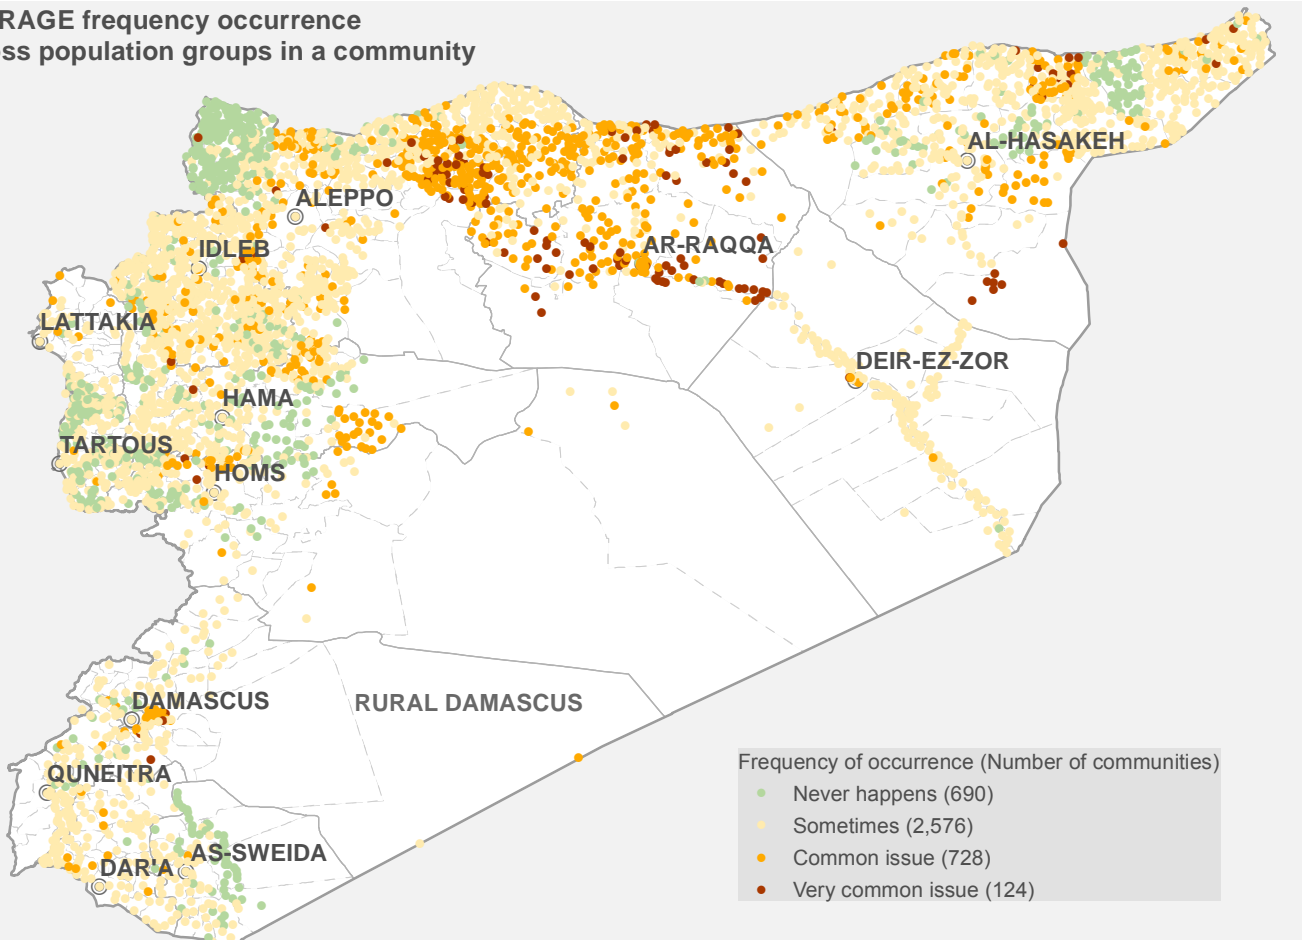 RAGE frequency occurrence
ss population groups in a community
AL-HASAKEH
ALEPPO
IDLEB
AR-RAQQA
LATTAKIA
DEIR-EZ-ZOR
HAMA
TARTOUS
HOMS
DAMASCUS
RURAL DAMASCUS
QUNEITRA
AS-SWEIDA
DAR'A
Frequency of occurrence (Number of communities)
Never happens (690)
Sometimes (2,576)
Common issue (728)
Very common issue (124)